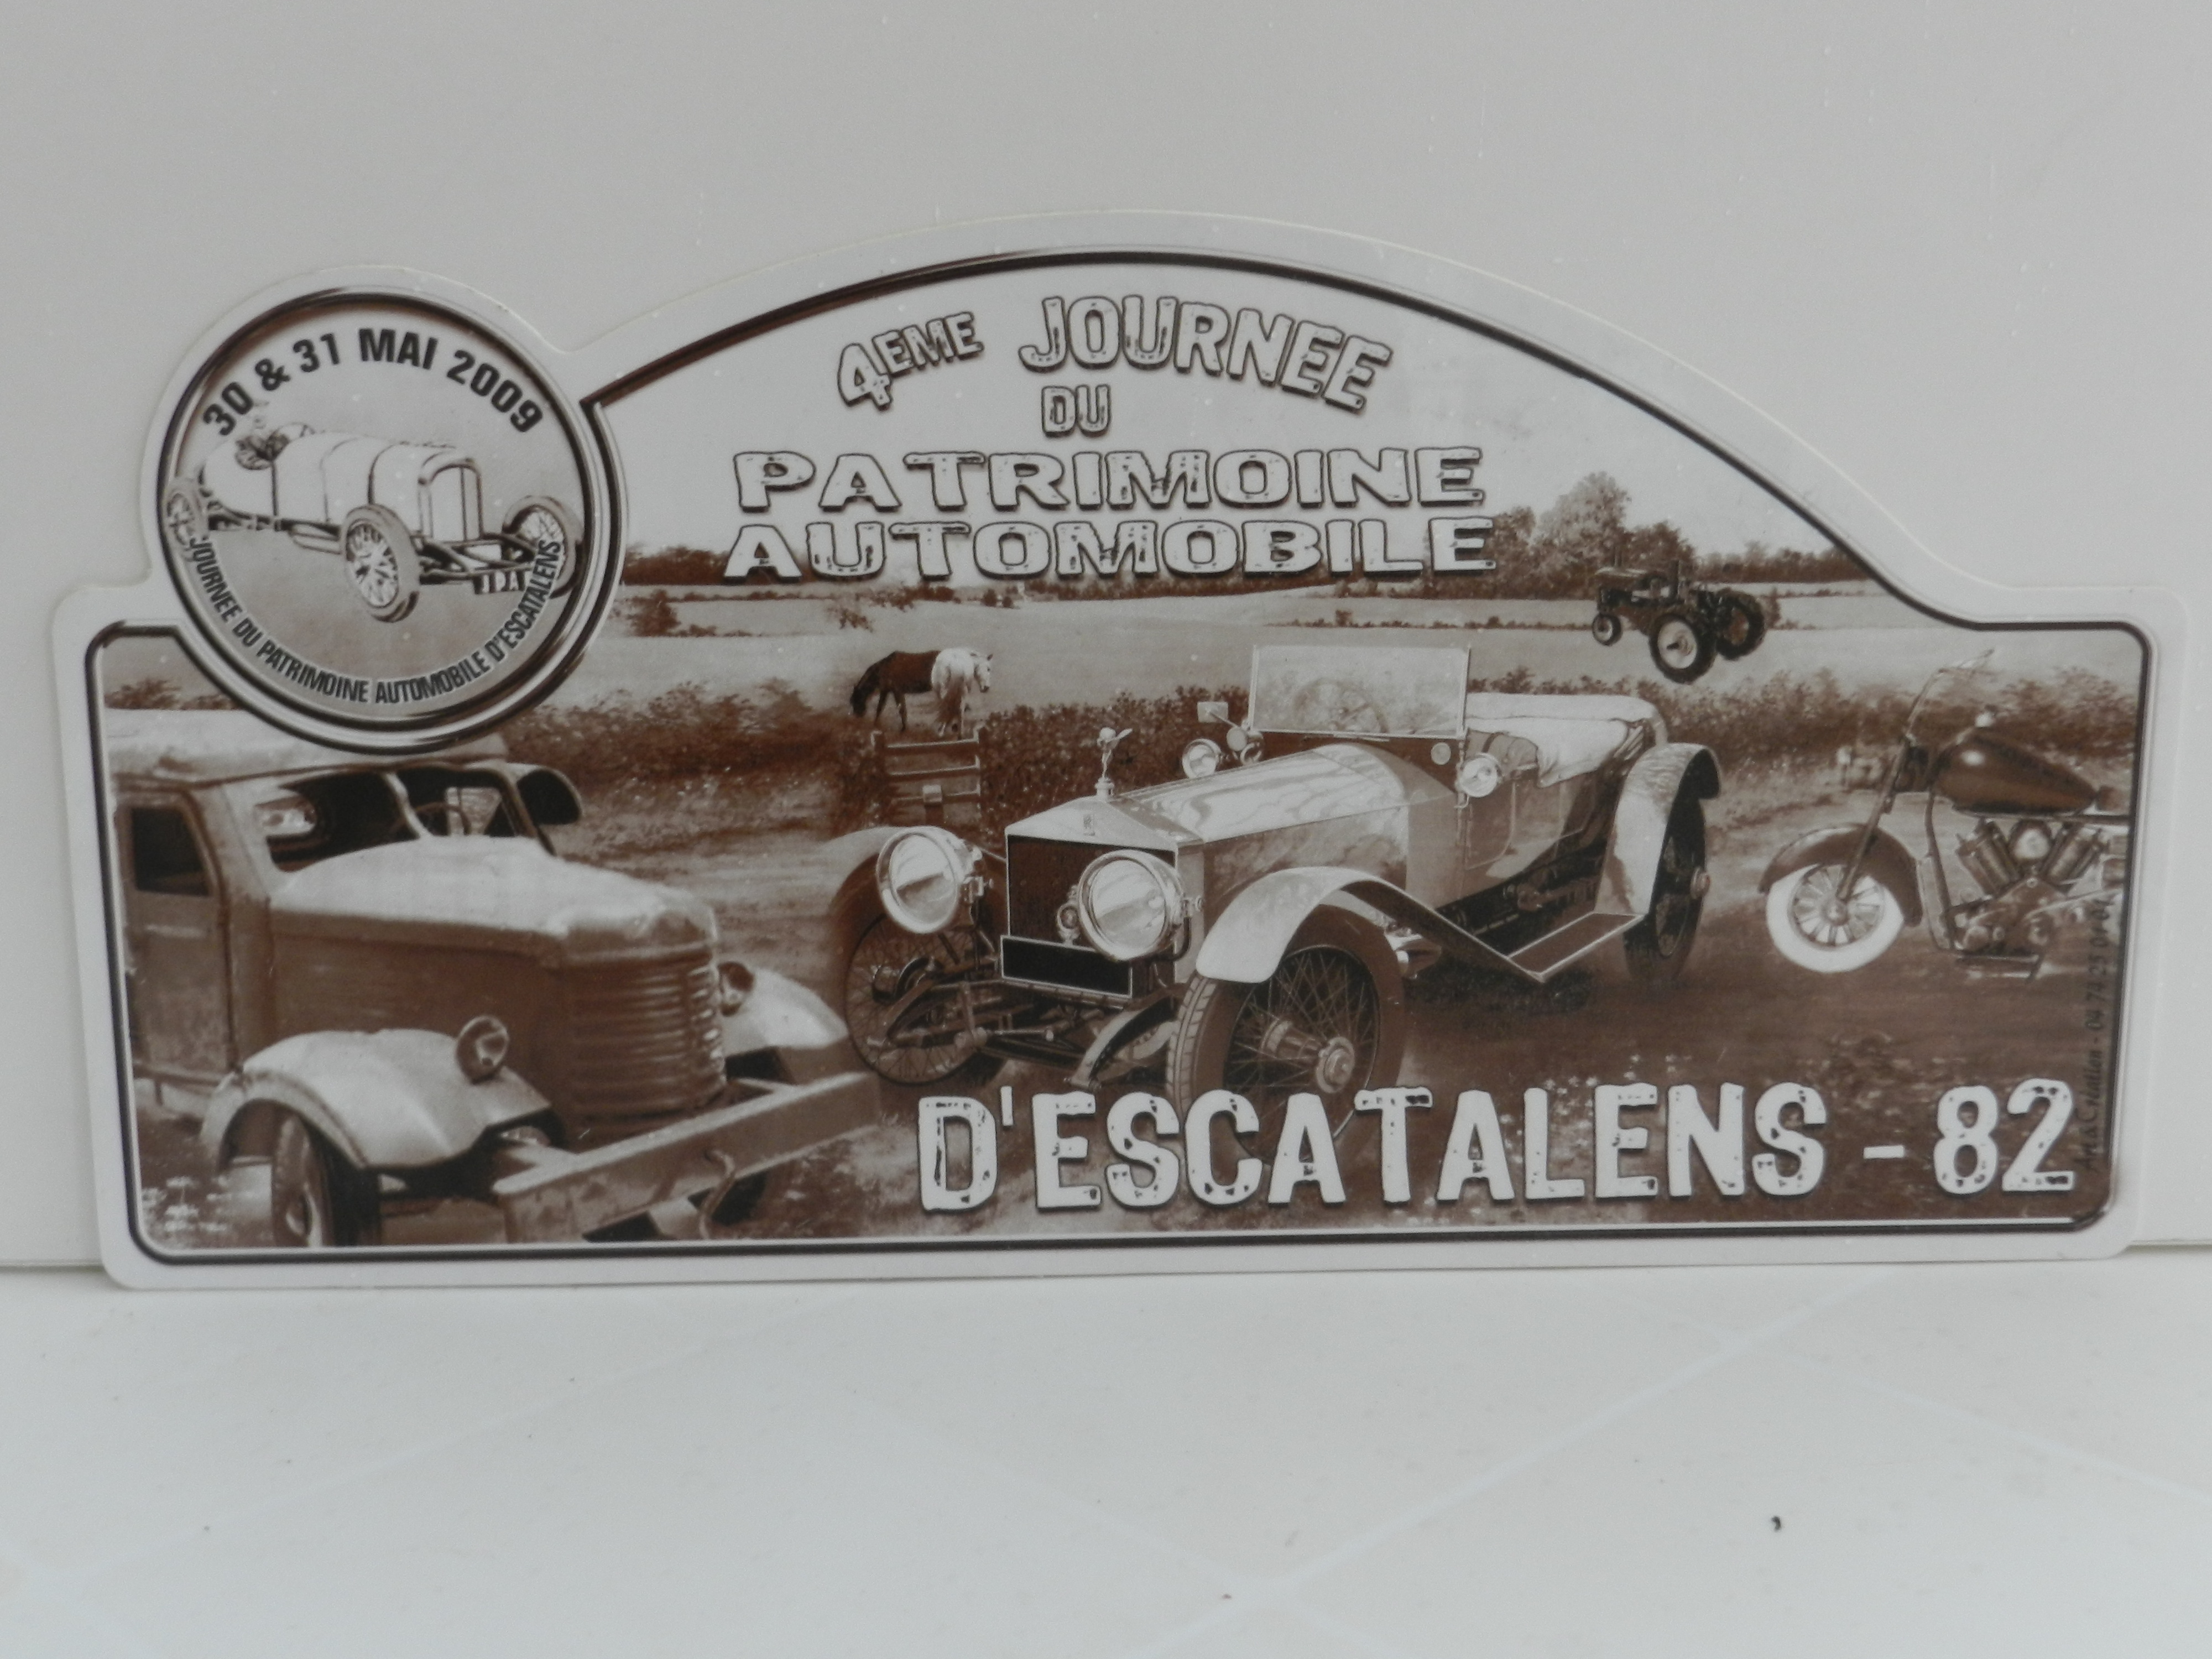 30 & 31 MAI 2009
JOURNEE DU PATRIMOINE AUTOMOBILE D'ESCATALENS
4EME JOURNEE
DU
PATRIMOINE
AUTOMOBILE
D'ESCATALENS - 82